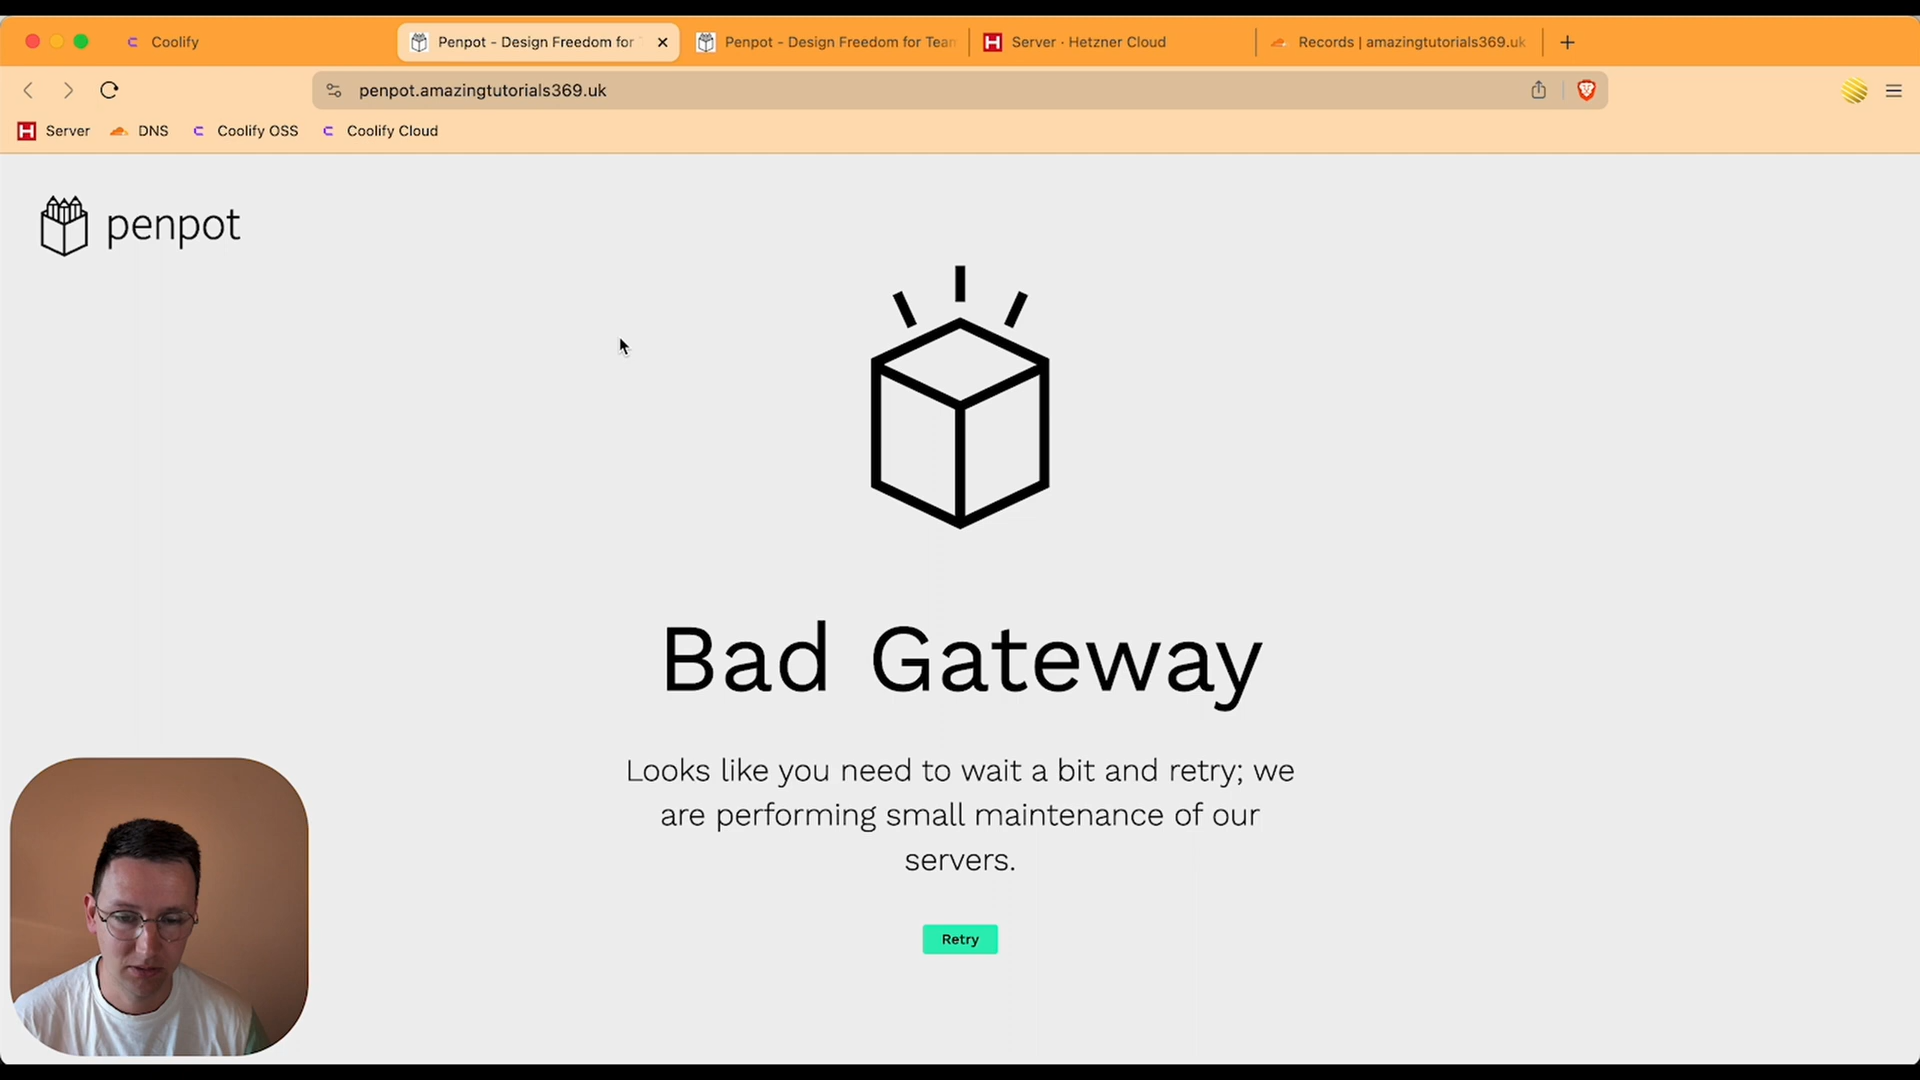 Coolify
Penpot - Design Freedom for
Penpot - Design Freedom for Team
Server · Hetzner Cloud
Records | amazingtutorials369.uk
penpot.amazingtutorials369.uk
Server
DNS
Coolify OSS
Coolify Cloud
penpot
Bad Gateway
Looks like you need to wait a bit and retry; we
are performing small maintenance of our
servers.
Retry